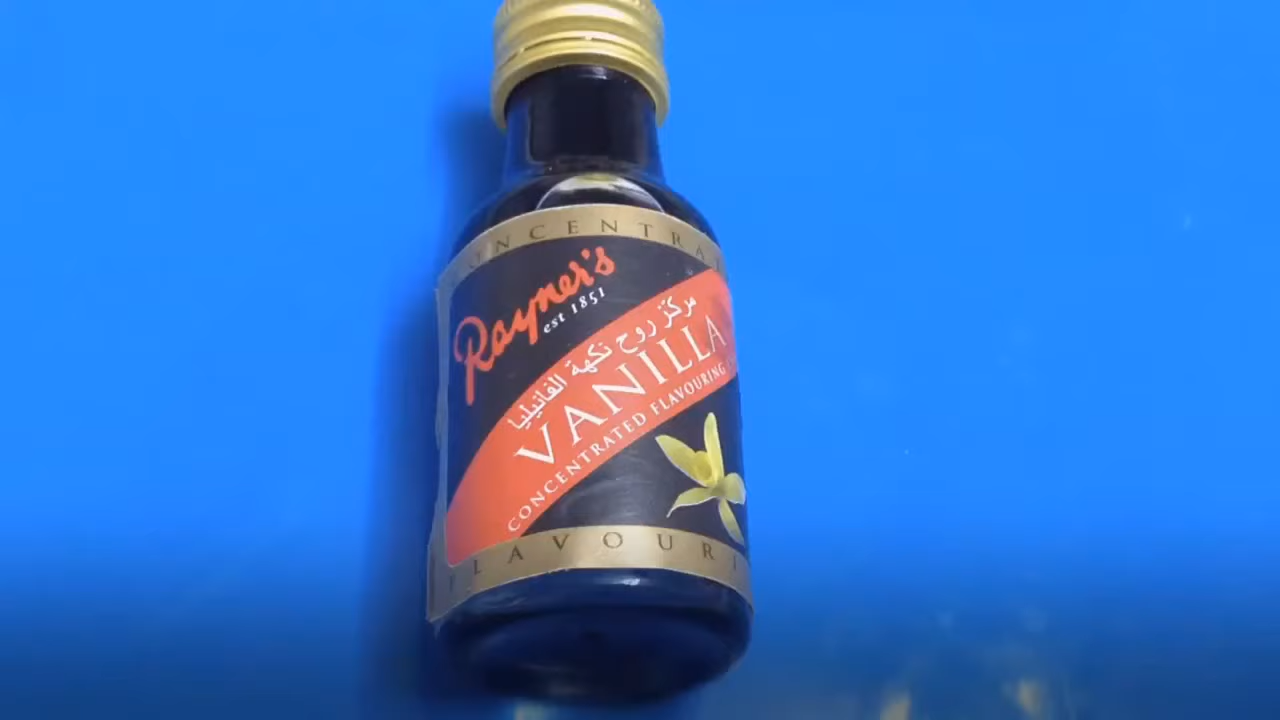 CONCENTRAT
Rayner's
est 1851
مركز روح نكهة الفانيليا
VANILLA
CONCENTRATED FLAVOURING
FLAVOURI